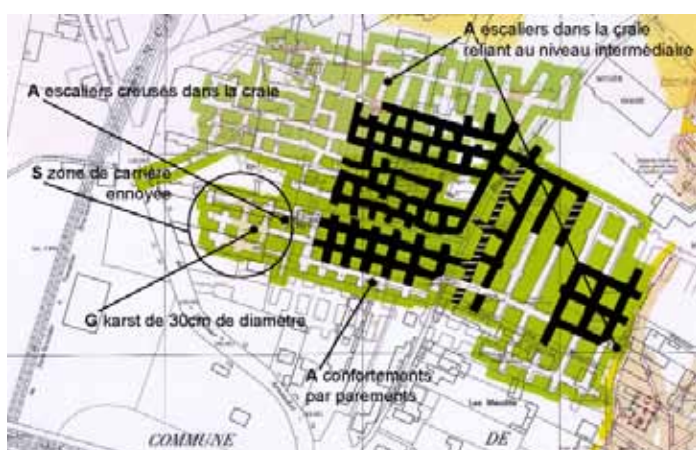 A escaliers dans la craie
reliant au niveau intermédiaire
A escaliers creusés dans la craie
S zone de carrière
ennoyée
G karst de 30cm de diamètre
A confortements
par parements
COMMUNE DE